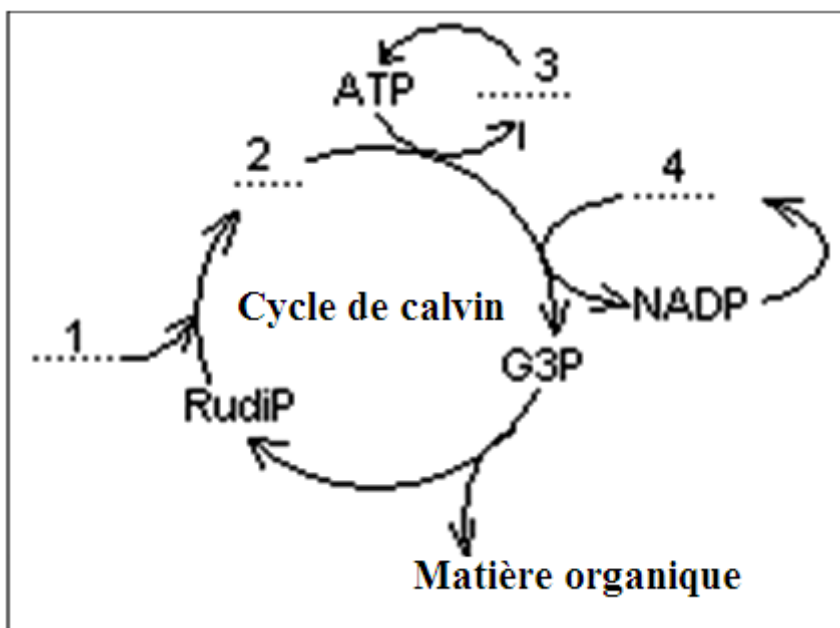 3
ATP ..........
2
.......
4
.........
Cycle de calvin
NADP
1
..........
G3P
RudiP
Matière organique